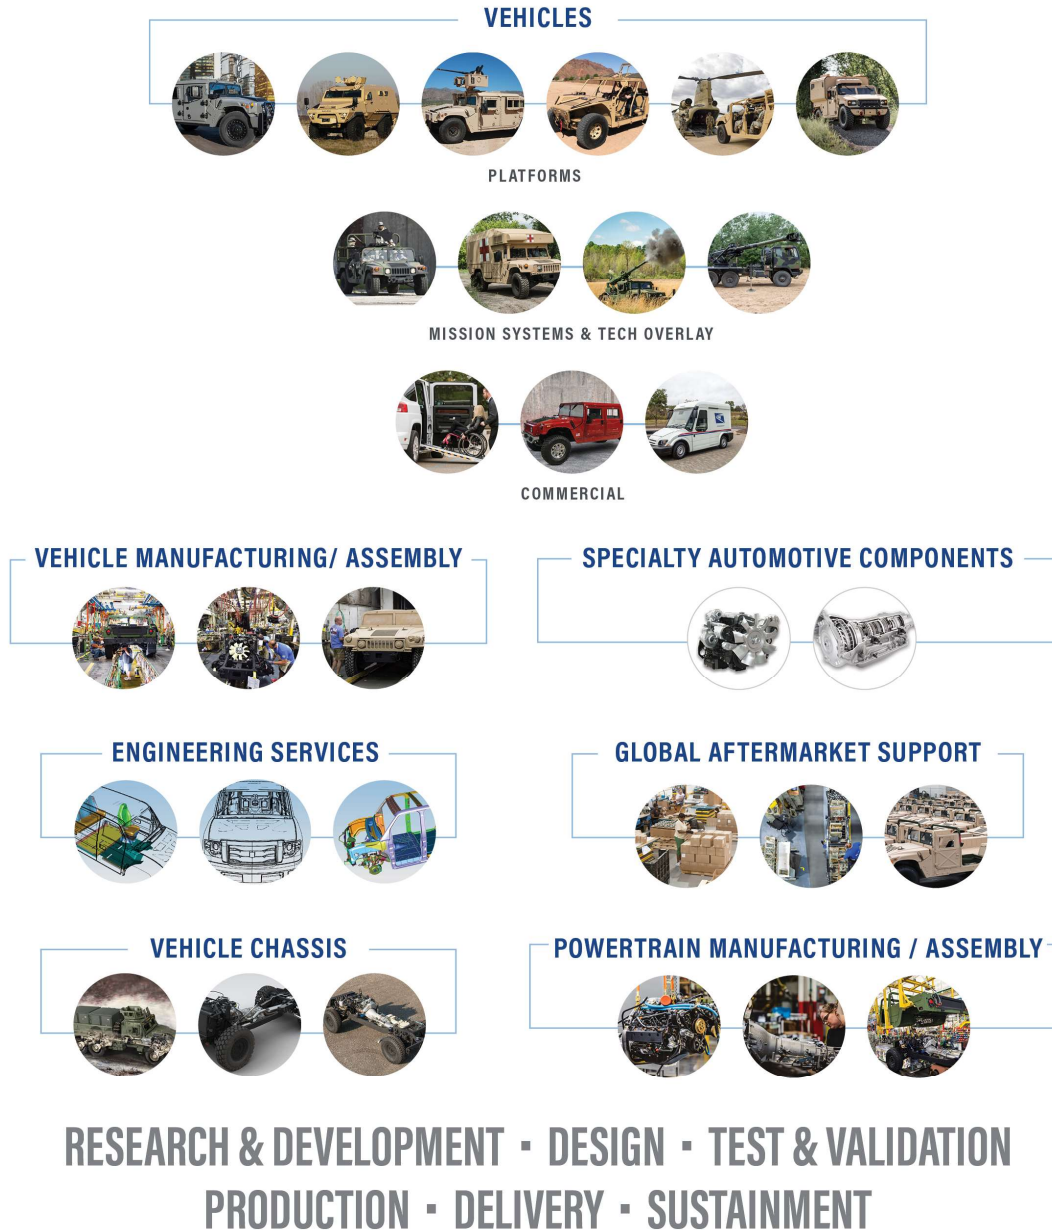 VEHICLES
PLATFORMS
MISSION SYSTEMS & TECH OVERLAY
COMMERCIAL
VEHICLE MANUFACTURING/ ASSEMBLY
SPECIALTY AUTOMOTIVE COMPONENTS
ENGINEERING SERVICES
GLOBAL AFTERMARKET SUPPORT
VEHICLE CHASSIS
POWERTRAIN MANUFACTURING / ASSEMBLY
RESEARCH & DEVELOPMENT ▪ DESIGN ▪ TEST & VALIDATION
PRODUCTION ▪ DELIVERY ▪ SUSTAINMENT